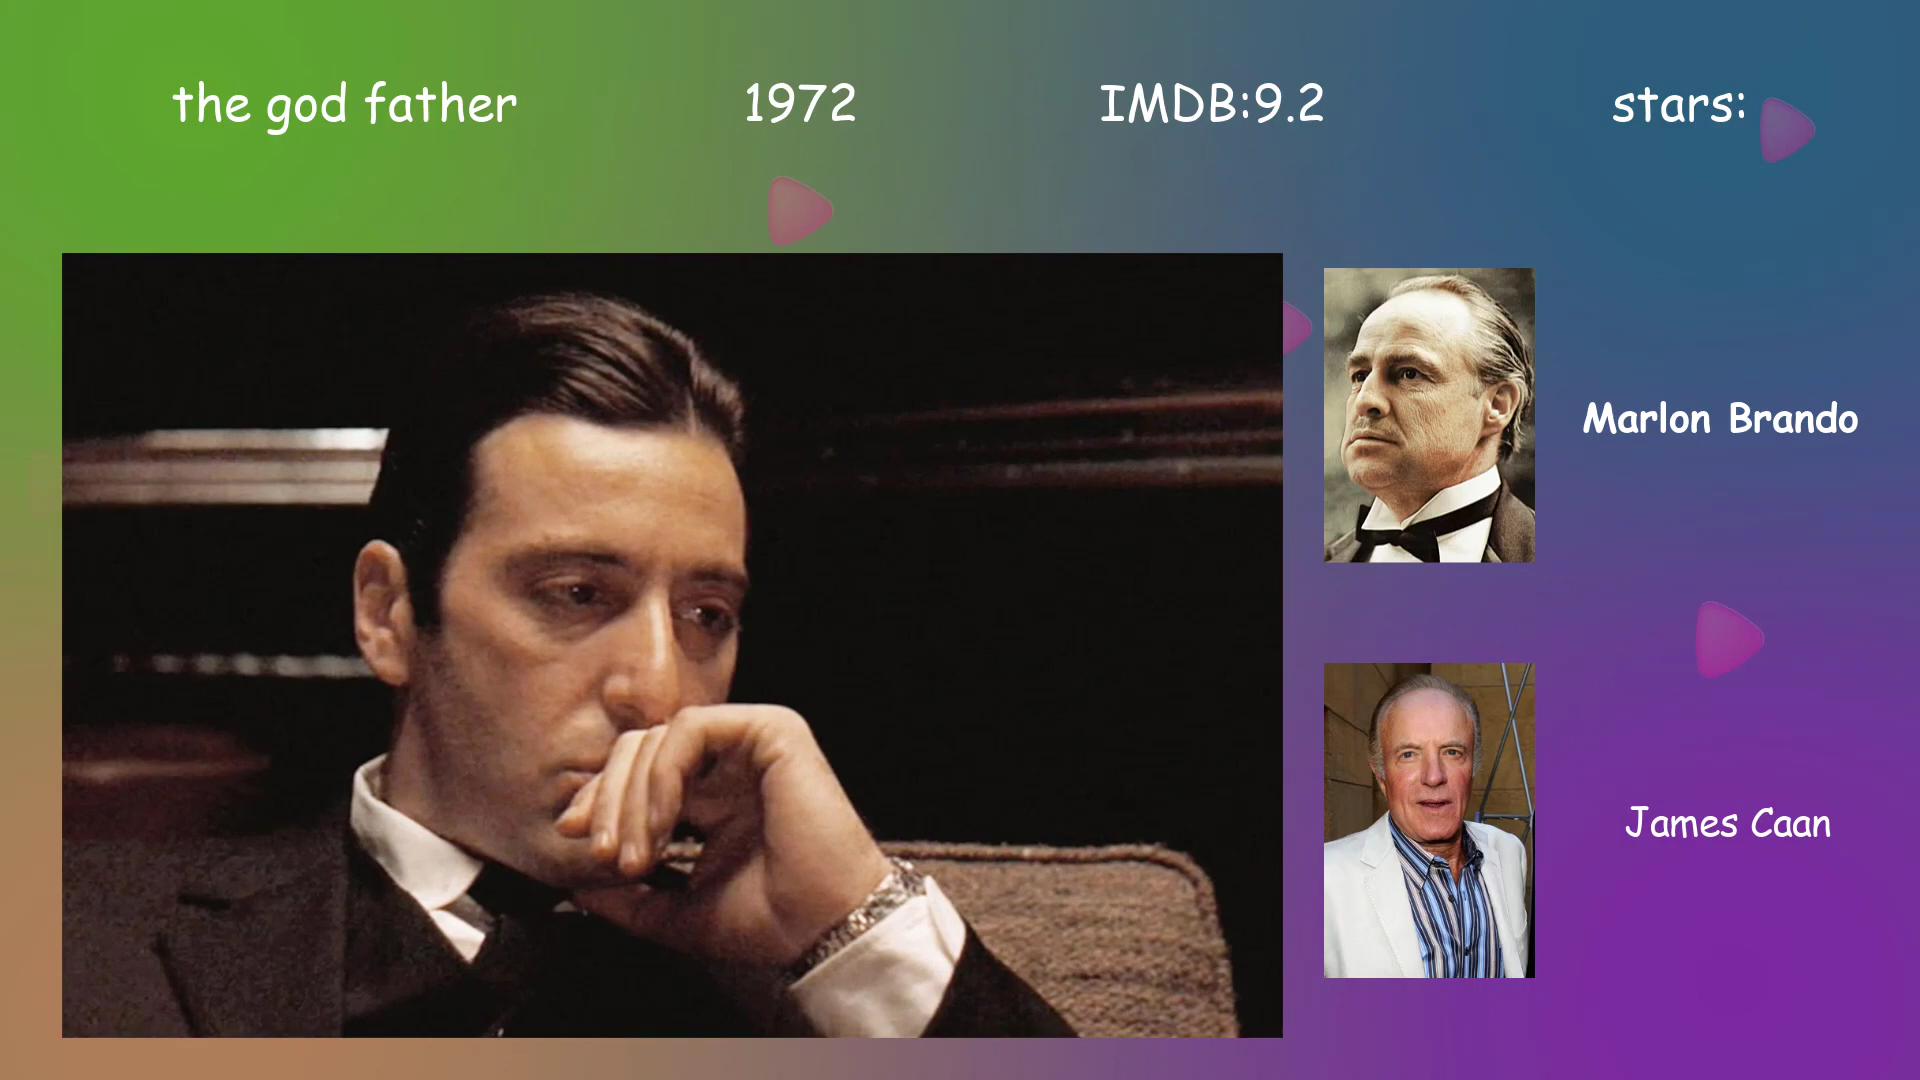 the god father
1972
IMDB:9.2
stars:
Marlon Brando
James Caan